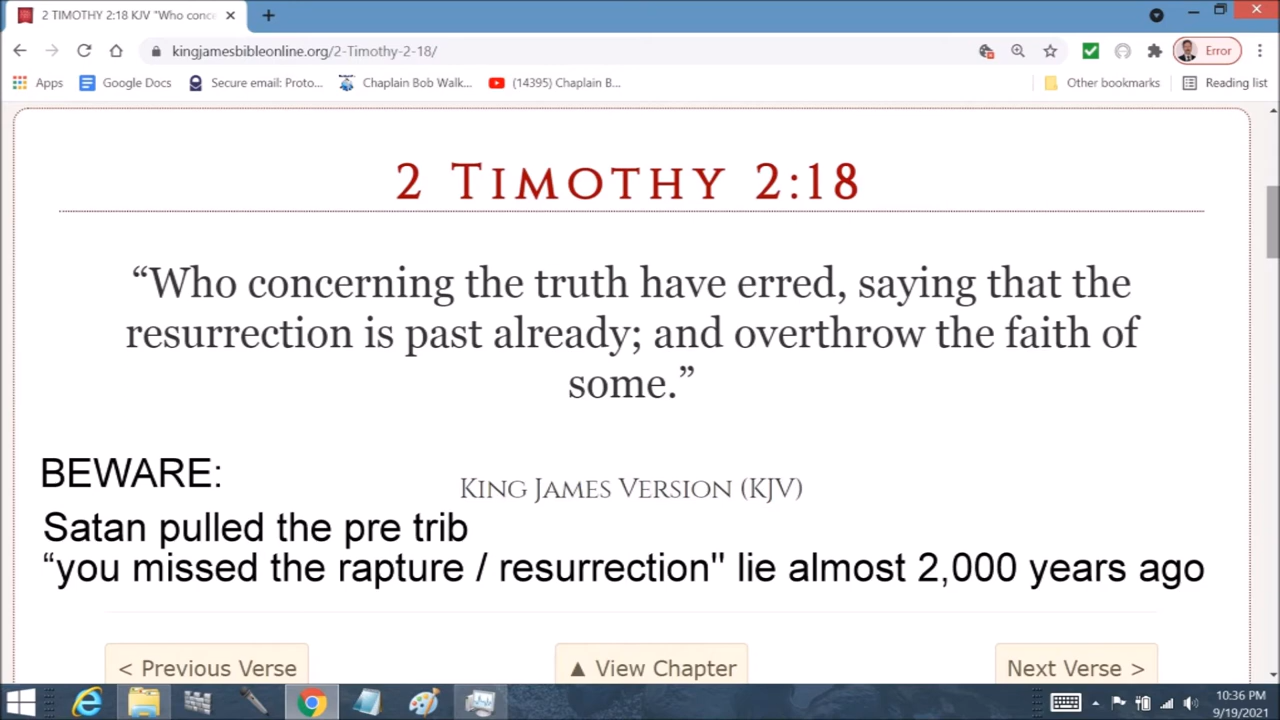 2 TIMOTHY 2:18 KJV "Who conce
kingjamesbibleonline.org/2-Timothy-2-18/
Error
Apps
Google Docs
Secure email: Proto...
Chaplain Bob Walk...
(14395) Chaplain B...
Other bookmarks
Reading list
2 TIMOTHY 2:18
“Who concerning the truth have erred, saying that the
resurrection is past already; and overthrow the faith of
some.”
BEWARE:
KING JAMES VERSION (KJV)
Satan pulled the pre trib
“you missed the rapture / resurrection" lie almost 2,000 years ago
< Previous Verse
▲ View Chapter
Next Verse >
10:36 PM
9/19/2021